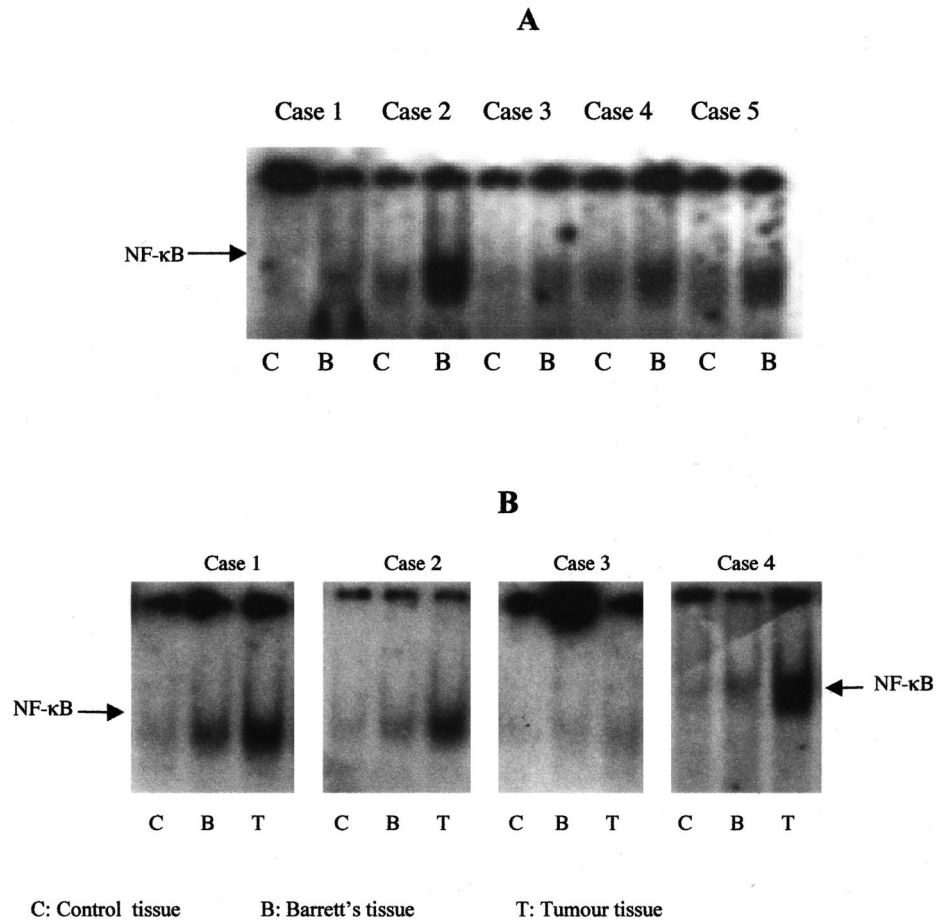 A
Case 1 Case 2 Case 3 Case 4 Case 5
NF-κB
C B C B C B C B C B
B
Case 1 Case 2 Case 3 Case 4
NF-κB
NF-κB
C B T C B T C B T C B T
C: Control tissue B: Barrett's tissue T: Tumour tissue